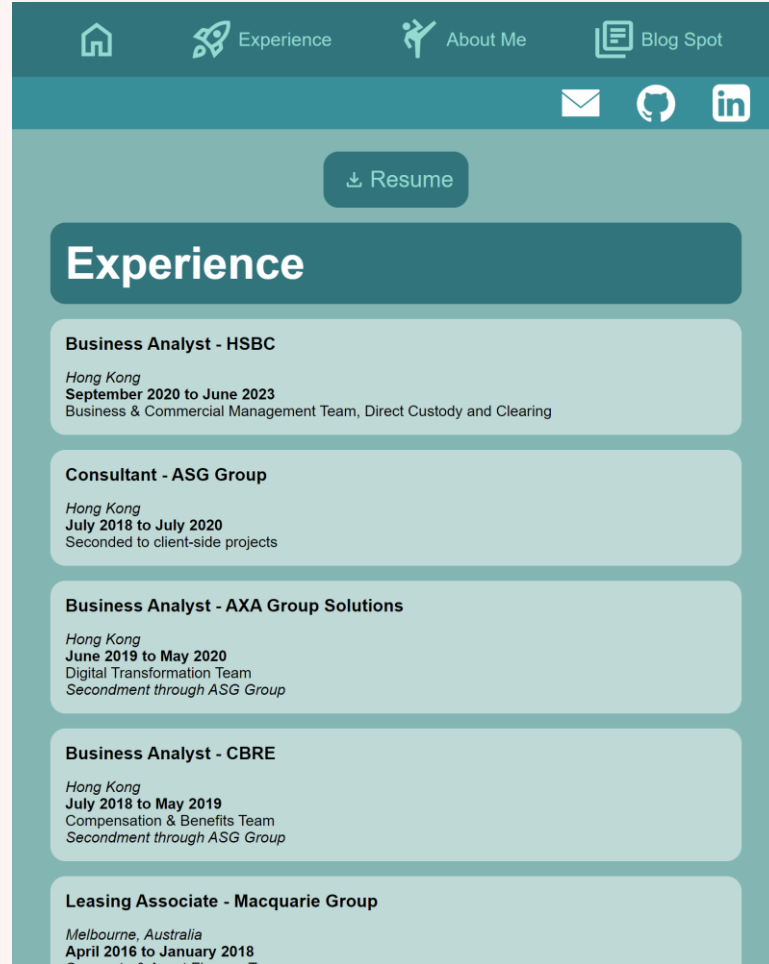 Experience
About Me
Blog Spot
in
Resume
Experience
Business Analyst - HSBC
Hong Kong
September 2020 to June 2023
Business & Commercial Management Team, Direct Custody and Clearing
Consultant - ASG Group
Hong Kong
July 2018 to July 2020
Seconded to client-side projects
Business Analyst - AXA Group Solutions
Hong Kong
June 2019 to May 2020
Digital Transformation Team
Secondment through ASG Group
Business Analyst - CBRE
Hong Kong
July 2018 to May 2019
Compensation & Benefits Team
Secondment through ASG Group
Leasing Associate - Macquarie Group
Melbourne, Australia
April 2016 to January 2018